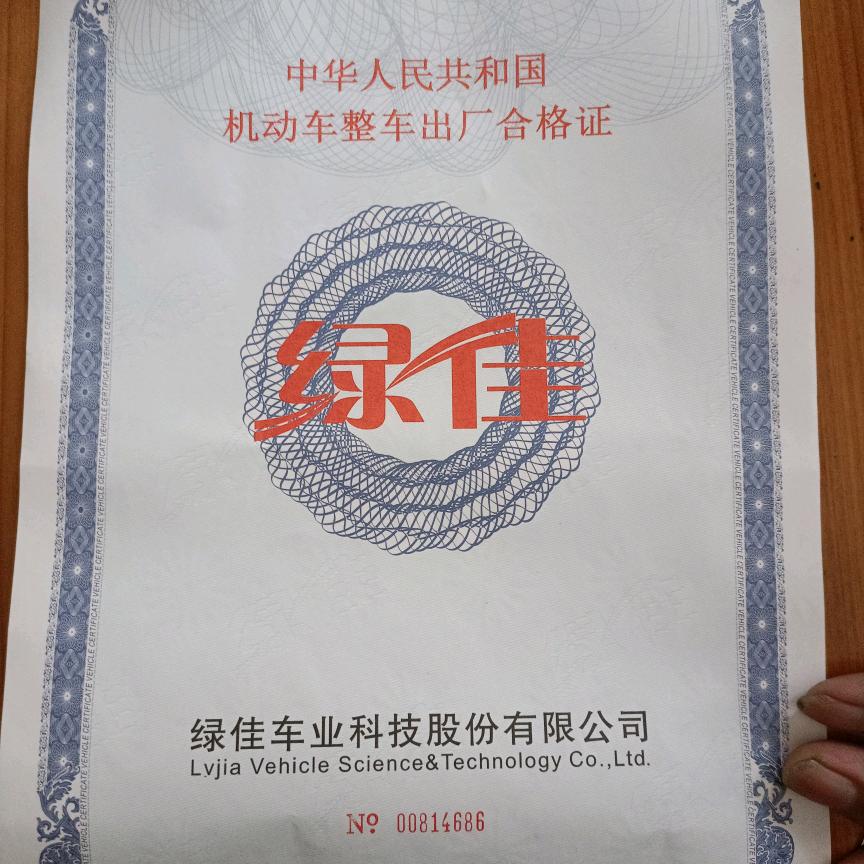 中华人民共和国
机动车整车出厂合格证
绿佳
绿佳车业科技股份有限公司
Lvjia Vehicle Science&Technology Co.,Ltd.
Nº 00814686
VEHICLE CERTIFICATE